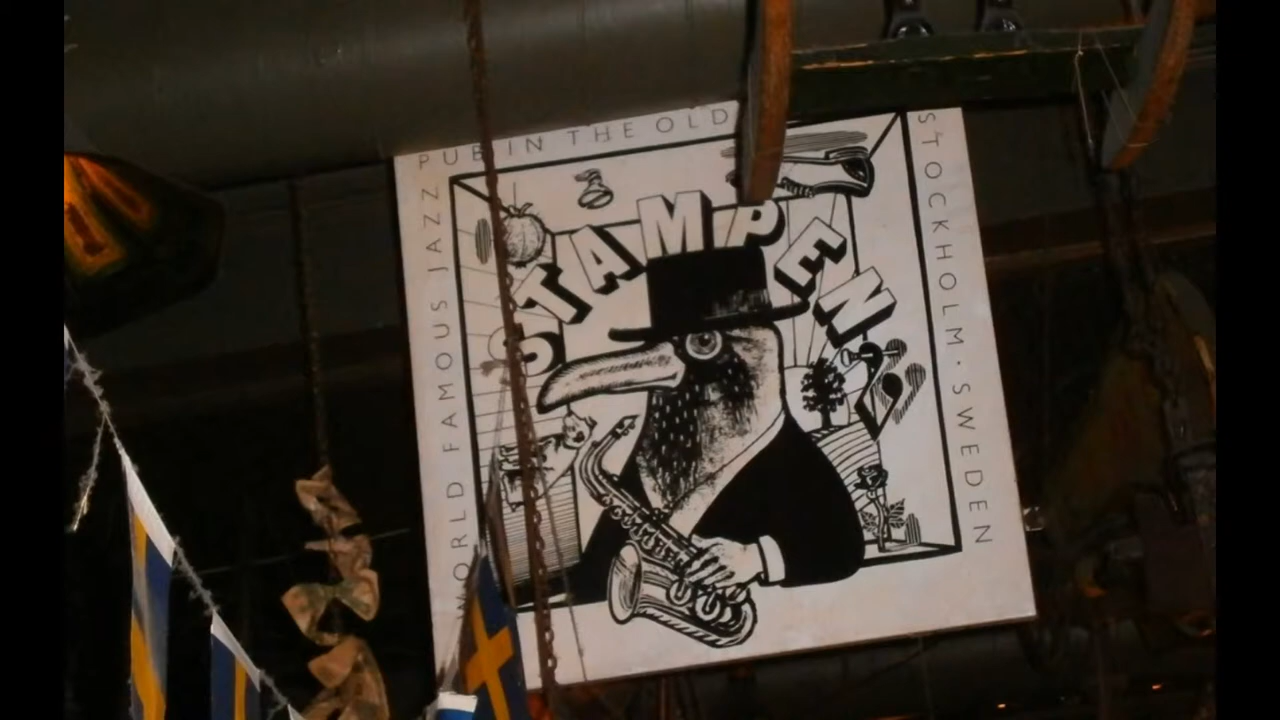 WORLD FAMOUS JAZZ
PUB IN THE OLD
STOCKHOLM · SWEDEN
STAMPEN